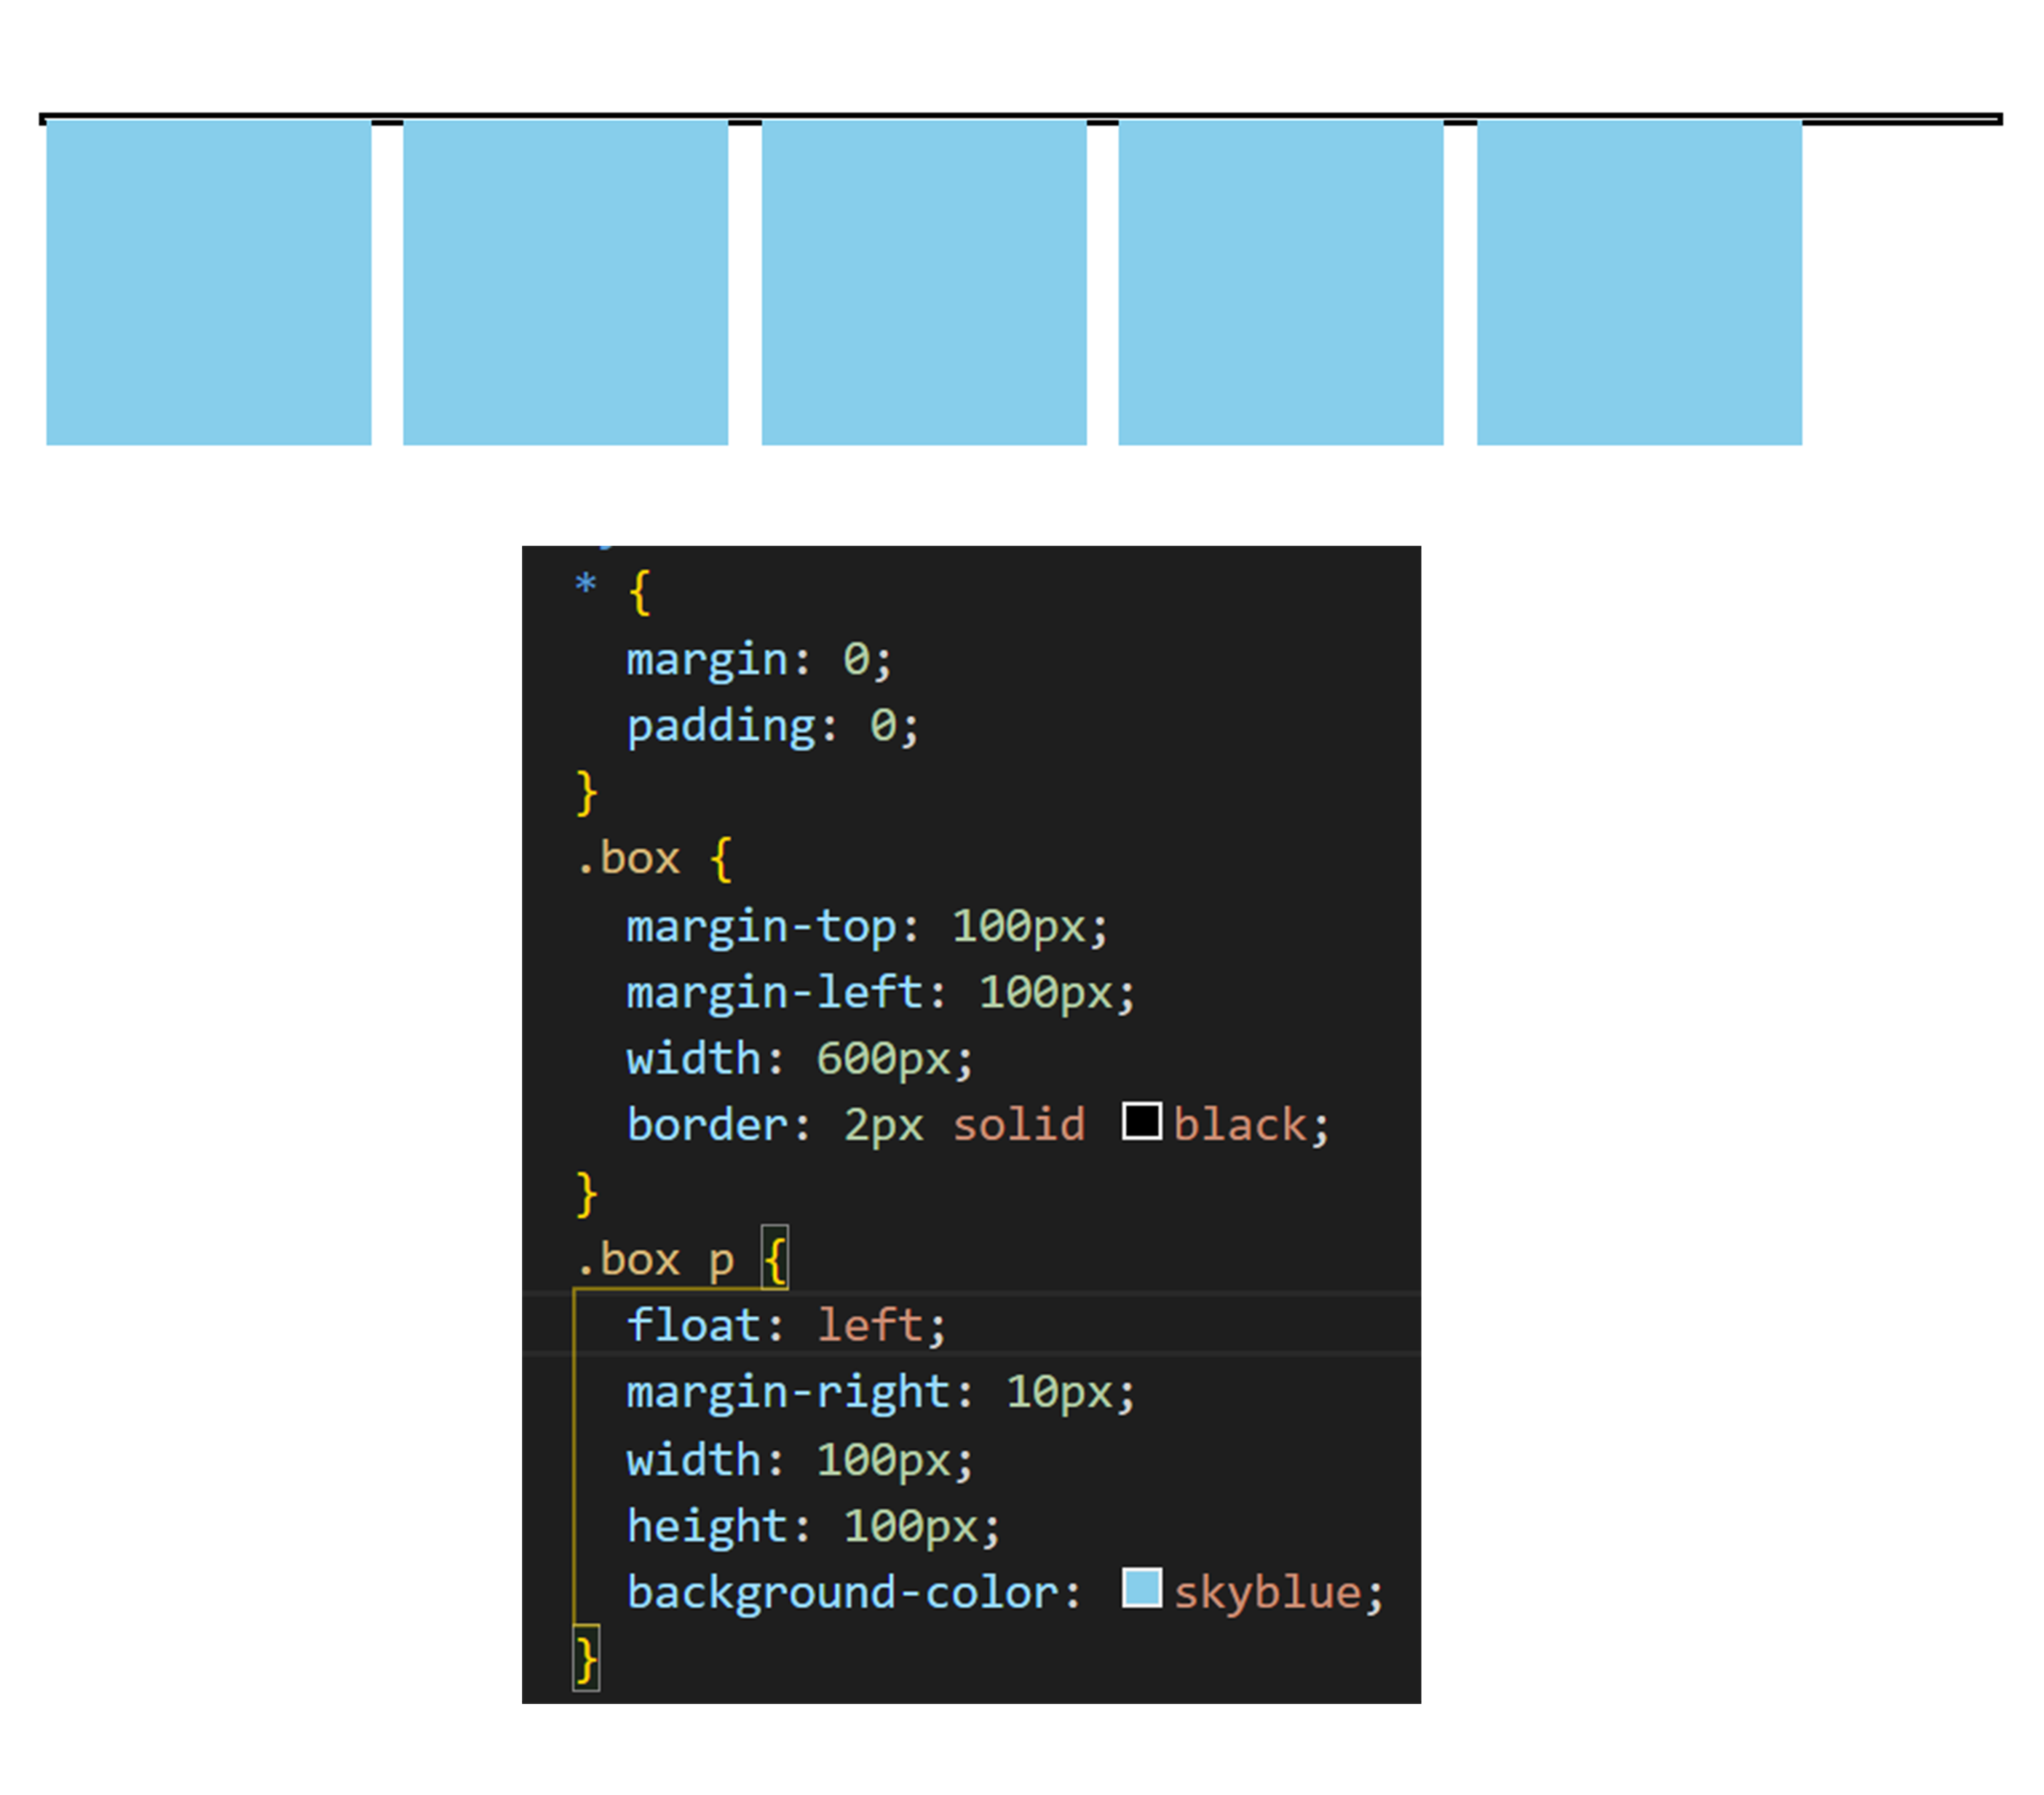 * {
margin: 0;
padding: 0;
}
.box {
margin-top: 100px;
margin-left: 100px;
width: 600px;
border: 2px solid black;
}
.box p {
float: left;
margin-right: 10px;
width: 100px;
height: 100px;
background-color: skyblue;
}